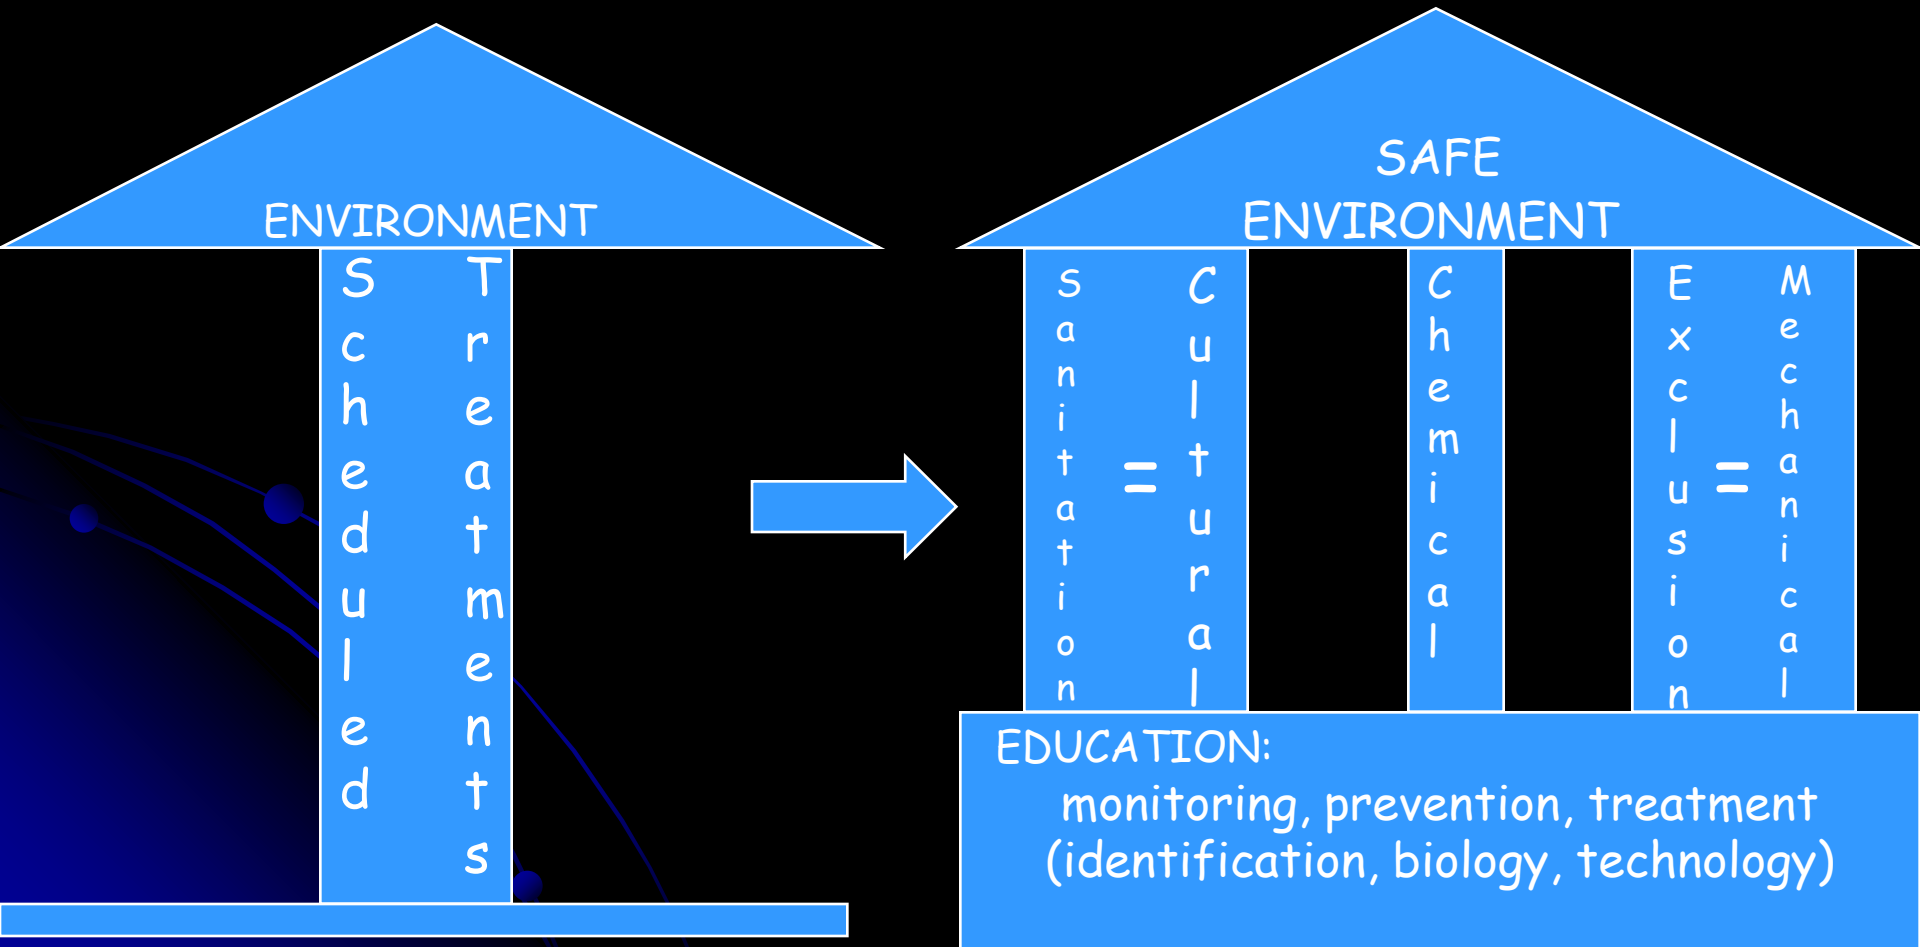 ENVIRONMENT
Scheduled
Treatments
SAFE
ENVIRONMENT
Sanitation
=
Cultural
Chemical
Exclusion
=
Mechanical
EDUCATION:
monitoring, prevention, treatment
(identification, biology, technology)